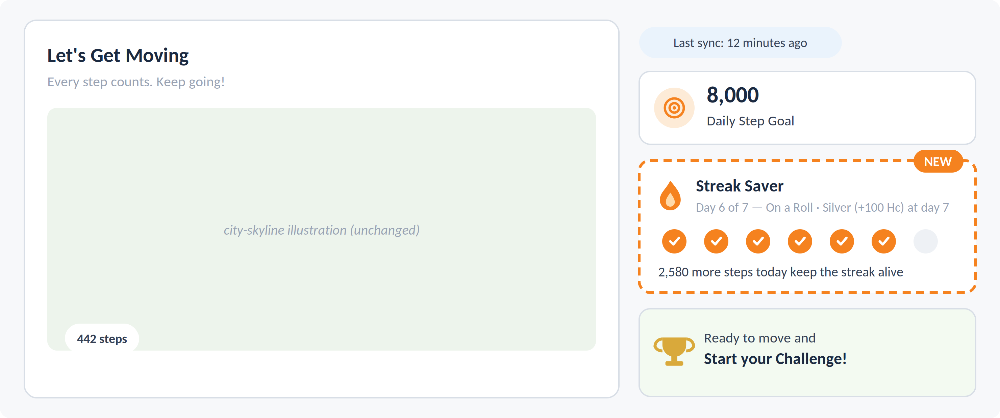 Let's Get Moving
Every step counts. Keep going!
city-skyline illustration (unchanged)
442 steps
Last sync: 12 minutes ago
8,000
Daily Step Goal
NEW
Streak Saver
Day 6 of 7 — On a Roll · Silver (+100 Hc) at day 7
2,580 more steps today keep the streak alive
Ready to move and
Start your Challenge!